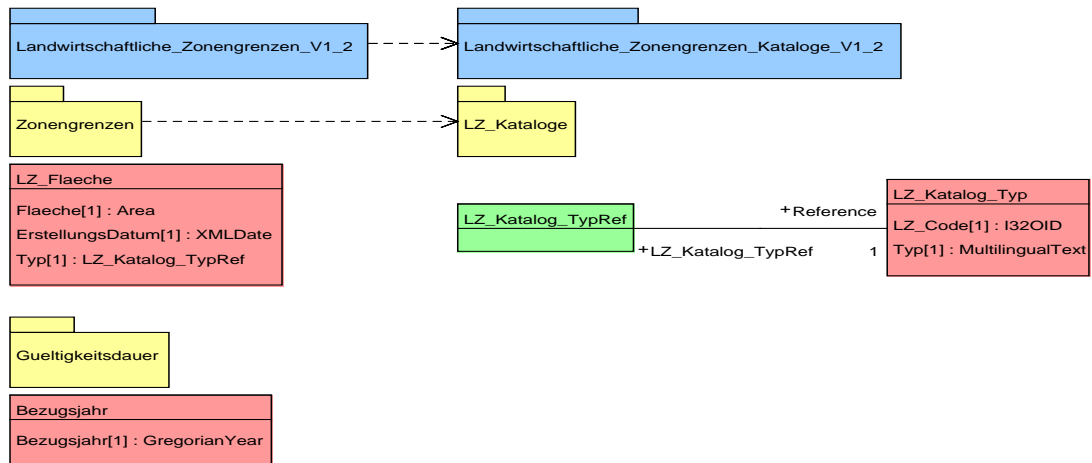 Landwirtschaftliche_Zonengrenzen_V1_2
Landwirtschaftliche_Zonengrenzen_Kataloge_V1_2
Zonengrenzen
LZ_Kataloge
LZ_Flaeche
Flaeche[1] : Area
ErstellungsDatum[1] : XMLDate
Typ[1] : LZ_Katalog_TypRef
LZ_Katalog_TypRef
+Reference
+LZ_Katalog_TypRef
1
LZ_Katalog_Typ
LZ_Code[1] : I32OID
Typ[1] : MultilingualText
Gueltigkeitsdauer
Bezugsjahr
Bezugsjahr[1] : GregorianYear